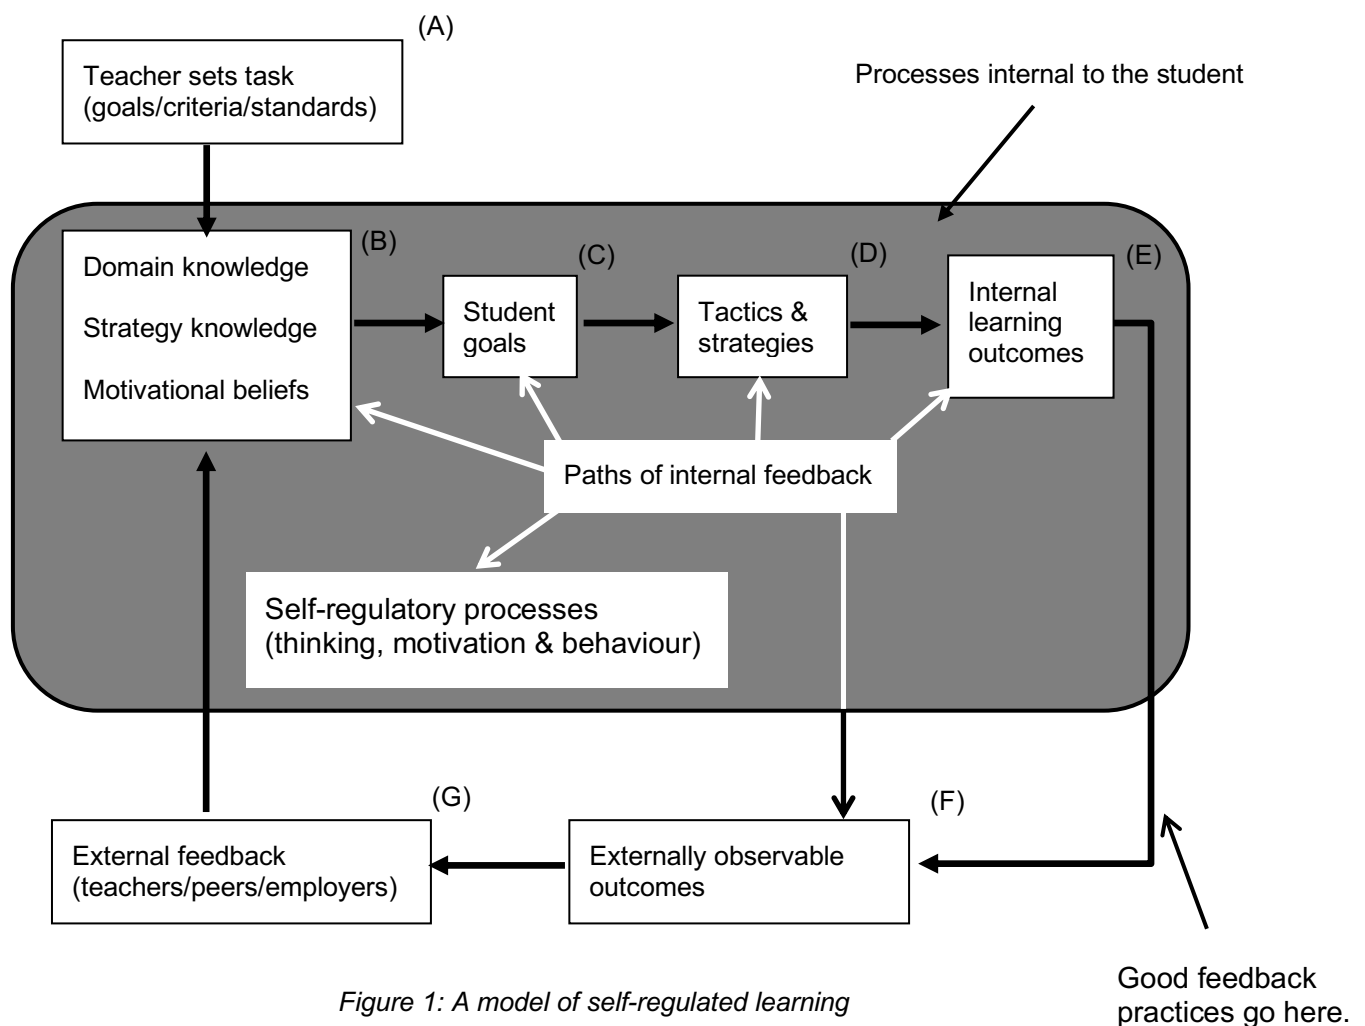 (A)
Teacher sets task
(goals/criteria/standards)
Processes internal to the student
(B)
Domain knowledge
Strategy knowledge
Motivational beliefs
(C)
Student
goals
(D)
Tactics &
strategies
(E)
Internal
learning
outcomes
Paths of internal feedback
Self-regulatory processes
(thinking, motivation & behaviour)
(G)
External feedback
(teachers/peers/employers)
(F)
Externally observable
outcomes
Good feedback
practices go here.
Figure 1: A model of self-regulated learning